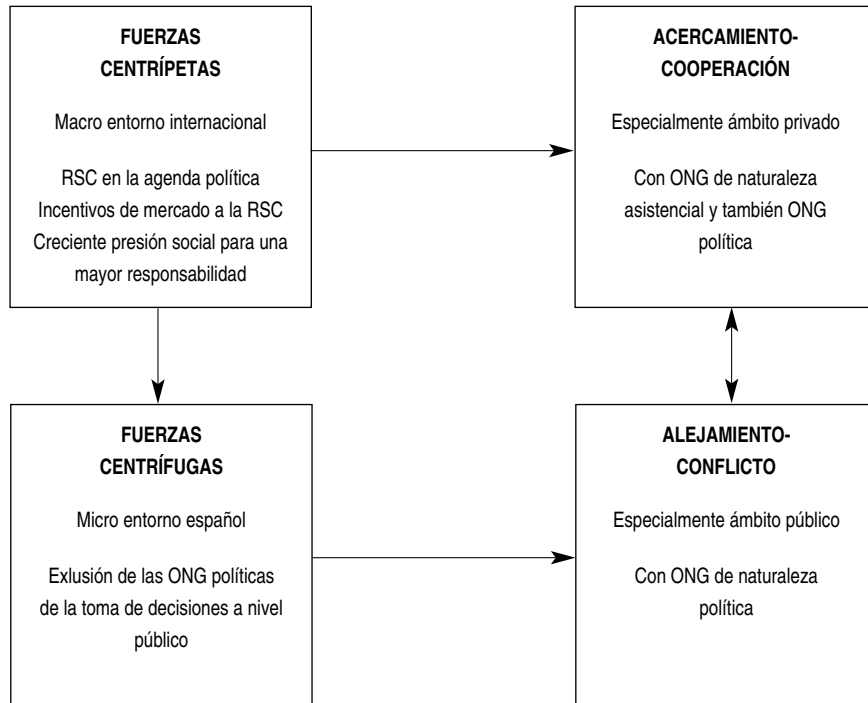 FUERZAS
CENTRÍPETAS
Macro entorno internacional
RSC en la agenda política
Incentivos de mercado a la RSC
Creciente presión social para una
mayor responsabilidad
ACERCAMIENTO-
COOPERACIÓN
Especialmente ámbito privado
Con ONG de naturaleza
asistencial y también ONG
política
FUERZAS
CENTRÍFUGAS
Micro entorno español
Exlusión de las ONG políticas
de la toma de decisiones a nivel
público
ALEJAMIENTO-
CONFLICTO
Especialmente ámbito público
Con ONG de naturaleza
política